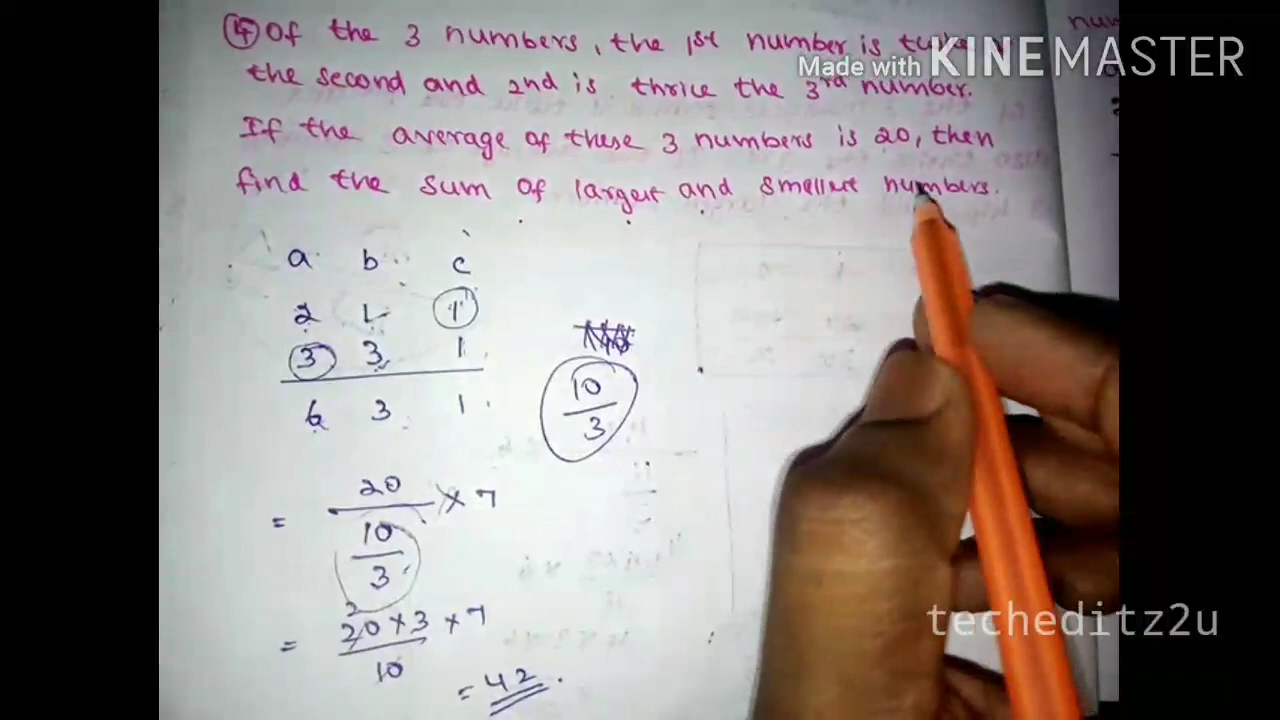 ④ Of the 3 numbers, the 1st number is
Made with KINEMASTER
the second and 2nd is thrice the 3rd number.
If the average of these 3 numbers is 20, then
find the sum of largest and smallest numbers.
a b c
2 1 1
3 3 1
6 3 1
10
3
= 20 × 7
10
3
2
= 20 × 3 × 7
10
= 42
techeditz2u